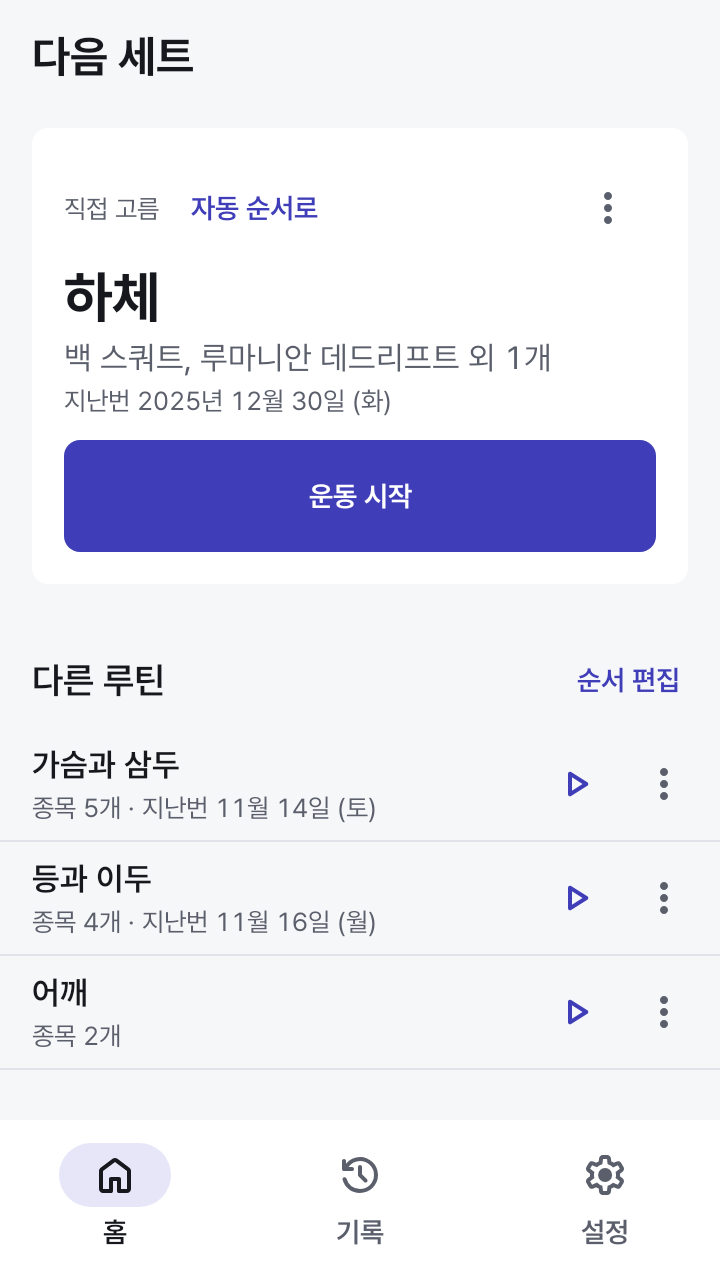 다음 세트
직접 고름 자동 순서로
하체
백 스쿼트, 루마니안 데드리프트 외 1개
지난번 2025년 12월 30일 (화)
운동 시작
다른 루틴 순서 편집
가슴과 삼두
종목 5개 · 지난번 11월 14일 (토)
등과 이두
종목 4개 · 지난번 11월 16일 (월)
어깨
종목 2개
홈 기록 설정